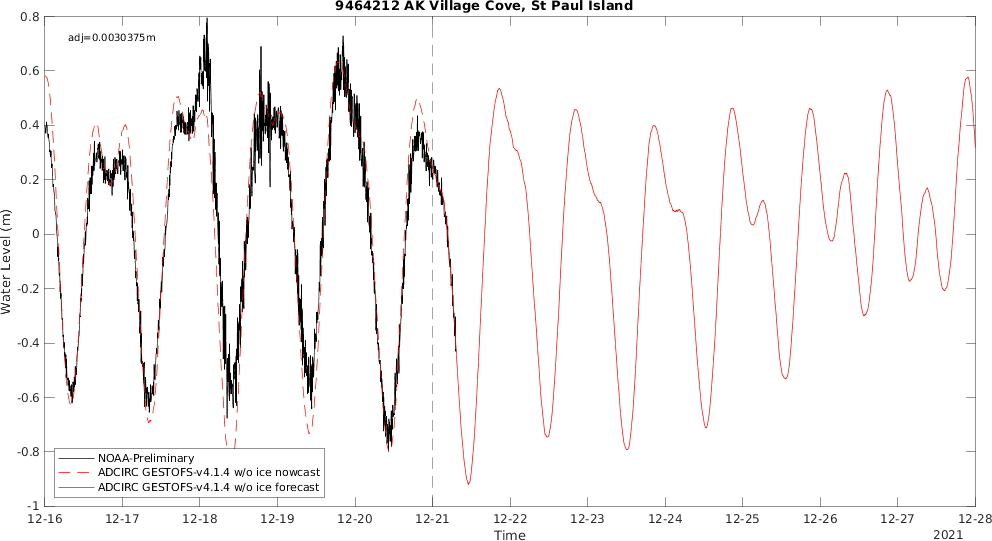 9464212 AK Village Cove, St Paul Island
adj=0.0030375m
0.8
0.6
0.4
0.2
0
-0.2
-0.4
-0.6
-0.8
-1
Water Level (m)
NOAA-Preliminary
ADCIRC GESTOFS-v4.1.4 w/o ice nowcast
ADCIRC GESTOFS-v4.1.4 w/o ice forecast
12-16 12-17 12-18 12-19 12-20 12-21 12-22 12-23 12-24 12-25 12-26 12-27 12-28
Time
2021